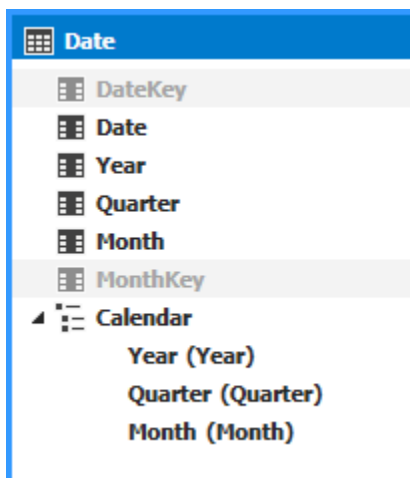 Date
DateKey
Date
Year
Quarter
Month
MonthKey
Calendar
Year (Year)
Quarter (Quarter)
Month (Month)